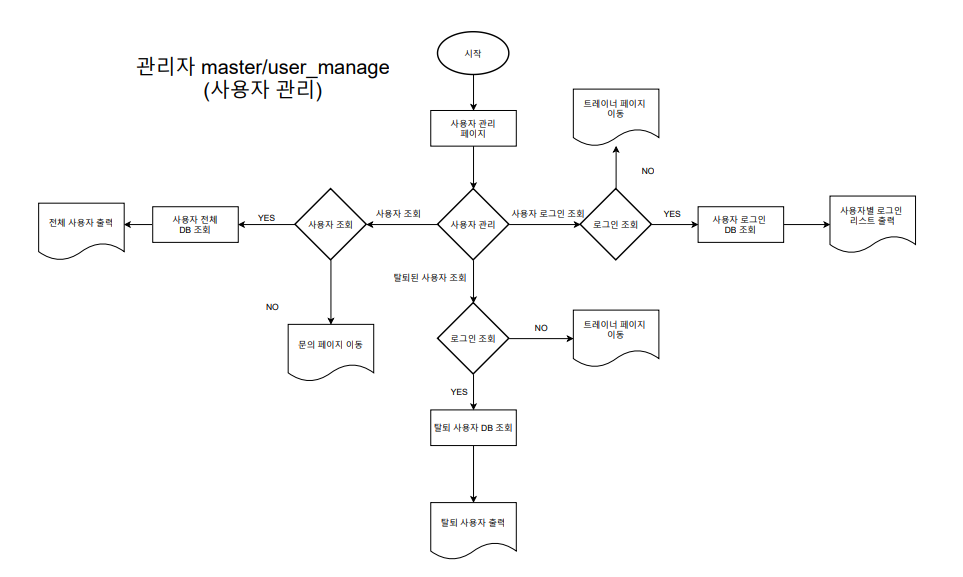 시작
관리자 master/user_manage
(사용자 관리)
트레이너 페이지
이동
사용자 관리
페이지
NO
전체 사용자 출력
사용자 전체
DB 조회
YES
사용자 조회
사용자 조회
사용자 관리
사용자 로그인 조회
로그인 조회
YES
사용자 로그인
DB 조회
사용자별 로그인
리스트 출력
탈퇴된 사용자 조회
NO
문의 페이지 이동
로그인 조회
NO
트레이너 페이지
이동
YES
탈퇴 사용자 DB 조회
탈퇴 사용자 출력